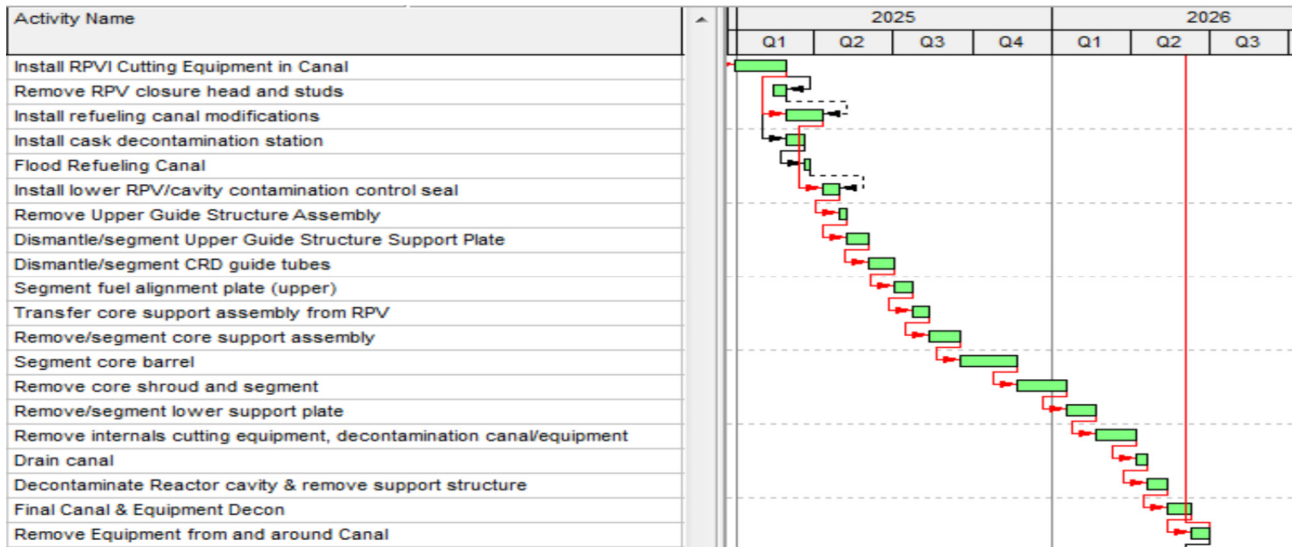 Activity Name
2025 2026
Q1 Q2 Q3 Q4 Q1 Q2 Q3
Install RPVI Cutting Equipment in Canal
Remove RPV closure head and studs
Install refueling canal modifications
Install cask decontamination station
Flood Refueling Canal
Install lower RPV/cavity contamination control seal
Remove Upper Guide Structure Assembly
Dismantle/segment Upper Guide Structure Support Plate
Dismantle/segment CRD guide tubes
Segment fuel alignment plate (upper)
Transfer core support assembly from RPV
Remove/segment core support assembly
Segment core barrel
Remove core shroud and segment
Remove/segment lower support plate
Remove internals cutting equipment, decontamination canal/equipment
Drain canal
Decontaminate Reactor cavity & remove support structure
Final Canal & Equipment Decon
Remove Equipment from and around Canal